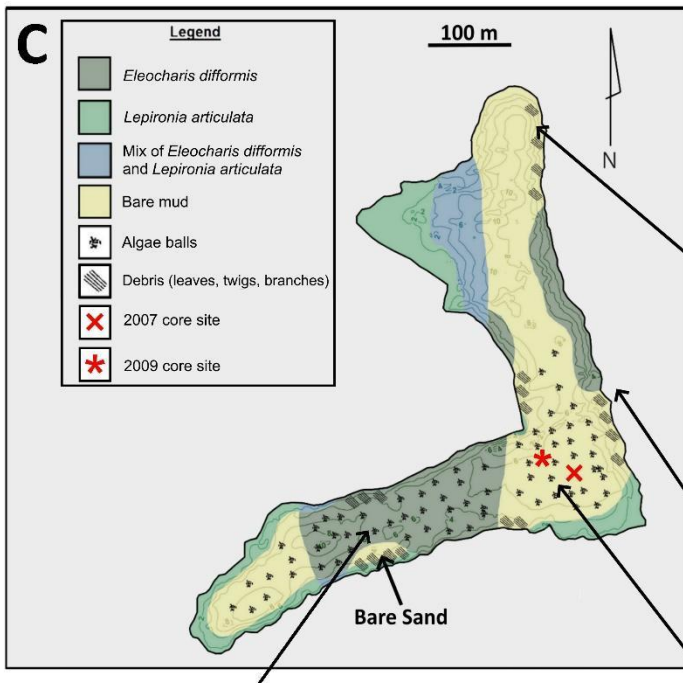 C
Legend
Eleocharis difformis
Lepironia articulata
Mix of Eleocharis difformis
and Lepironia articulata
Bare mud
Algae balls
Debris (leaves, twigs, branches)
2007 core site
2009 core site
100 m
N
Bare Sand